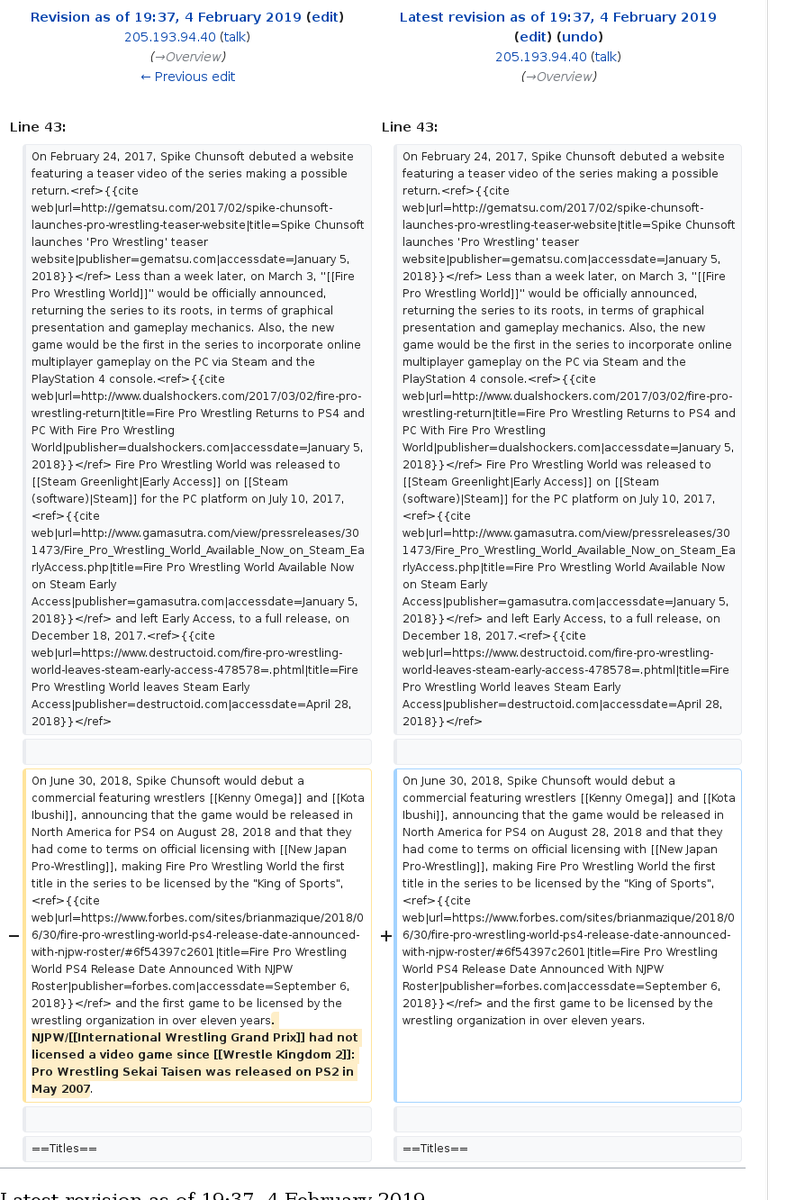 Revision as of 19:37, 4 February 2019 (edit)
205.193.94.40 (talk)
(→Overview)
← Previous edit
Latest revision as of 19:37, 4 February 2019
(edit) (undo)
205.193.94.40 (talk)
(→Overview)
Line 43:
On February 24, 2017, Spike Chunsoft debuted a website
featuring a teaser video of the series making a possible
return.<ref>{{cite
web|url=http://gematsu.com/2017/02/spike-chunsoft-
launches-pro-wrestling-teaser-website|title=Spike Chunsoft
launches 'Pro Wrestling' teaser
website|publisher=gematsu.com|accessdate=January 5,
2018}}</ref> Less than a week later, on March 3, "[[Fire
Pro Wrestling World]]" would be officially announced,
returning the series to its roots, in terms of graphical
presentation and gameplay mechanics. Also, the new
game would be the first in the series to incorporate online
multiplayer gameplay on the PC via Steam and the
PlayStation 4 console.<ref>{{cite
web|url=http://www.dualshockers.com/2017/03/02/fire-pro-
wrestling-return|title=Fire Pro Wrestling Returns to PS4 and
PC With Fire Pro Wrestling
World|publisher=dualshockers.com|accessdate=January 5,
2018}}</ref> Fire Pro Wrestling World was released to
[[Steam Greenlight|Early Access]] on [[Steam
(software)|Steam]] for the PC platform on July 10, 2017,
<ref>{{cite
web|url=http://www.gamasutra.com/view/pressreleases/30
1473/Fire_Pro_Wrestling_World_Available_Now_on_Steam_Ea
rlyAccess.php|title=Fire Pro Wrestling World Available Now
on Steam Early
Access|publisher=gamasutra.com|accessdate=January 5,
2018}}</ref> and left Early Access, to a full release, on
December 18, 2017.<ref>{{cite
web|url=https://www.destructoid.com/fire-pro-wrestling-
world-leaves-steam-early-access-478578=.phtml|title=Fire
Pro Wrestling World leaves Steam Early
Access|publisher=destructoid.com|accessdate=April 28,
2018}}</ref>
−
On June 30, 2018, Spike Chunsoft would debut a
commercial featuring wrestlers [[Kenny Omega]] and [[Kota
Ibushi]], announcing that the game would be released in
North America for PS4 on August 28, 2018 and that they
had come to terms on official licensing with [[New Japan
Pro-Wrestling]], making Fire Pro Wrestling World the first
title in the series to be licensed by the "King of Sports",
<ref>{{cite
web|url=https://www.forbes.com/sites/brianmazique/2018/0
6/30/fire-pro-wrestling-world-ps4-release-date-announced-
with-njpw-roster/#6f54397c2601|title=Fire Pro Wrestling
World PS4 Release Date Announced With NJPW
Roster|publisher=forbes.com|accessdate=September 6,
2018}}</ref> and the first game to be licensed by the
wrestling organization in over eleven years.
NJPW/[[International Wrestling Grand Prix]] had not
licensed a video game since [[Wrestle Kingdom 2]]:
Pro Wrestling Sekai Taisen was released on PS2 in
May 2007.
==Titles==
Line 43:
On February 24, 2017, Spike Chunsoft debuted a website
featuring a teaser video of the series making a possible
return.<ref>{{cite
web|url=http://gematsu.com/2017/02/spike-chunsoft-
launches-pro-wrestling-teaser-website|title=Spike Chunsoft
launches 'Pro Wrestling' teaser
website|publisher=gematsu.com|accessdate=January 5,
2018}}</ref> Less than a week later, on March 3, "[[Fire
Pro Wrestling World]]" would be officially announced,
returning the series to its roots, in terms of graphical
presentation and gameplay mechanics. Also, the new
game would be the first in the series to incorporate online
multiplayer gameplay on the PC via Steam and the
PlayStation 4 console.<ref>{{cite
web|url=http://www.dualshockers.com/2017/03/02/fire-pro-
wrestling-return|title=Fire Pro Wrestling Returns to PS4 and
PC With Fire Pro Wrestling
World|publisher=dualshockers.com|accessdate=January 5,
2018}}</ref> Fire Pro Wrestling World was released to
[[Steam Greenlight|Early Access]] on [[Steam
(software)|Steam]] for the PC platform on July 10, 2017,
<ref>{{cite
web|url=http://www.gamasutra.com/view/pressreleases/30
1473/Fire_Pro_Wrestling_World_Available_Now_on_Steam_Ea
rlyAccess.php|title=Fire Pro Wrestling World Available Now
on Steam Early
Access|publisher=gamasutra.com|accessdate=January 5,
2018}}</ref> and left Early Access, to a full release, on
December 18, 2017.<ref>{{cite
web|url=https://www.destructoid.com/fire-pro-wrestling-
world-leaves-steam-early-access-478578=.phtml|title=Fire
Pro Wrestling World leaves Steam Early
Access|publisher=destructoid.com|accessdate=April 28,
2018}}</ref>
+
On June 30, 2018, Spike Chunsoft would debut a
commercial featuring wrestlers [[Kenny Omega]] and [[Kota
Ibushi]], announcing that the game would be released in
North America for PS4 on August 28, 2018 and that they
had come to terms on official licensing with [[New Japan
Pro-Wrestling]], making Fire Pro Wrestling World the first
title in the series to be licensed by the "King of Sports",
<ref>{{cite
web|url=https://www.forbes.com/sites/brianmazique/2018/0
6/30/fire-pro-wrestling-world-ps4-release-date-announced-
with-njpw-roster/#6f54397c2601|title=Fire Pro Wrestling
World PS4 Release Date Announced With NJPW
Roster|publisher=forbes.com|accessdate=September 6,
2018}}</ref> and the first game to be licensed by the
wrestling organization in over eleven years.
==Titles==
Latest revision as of 19:37, 4 February 2019